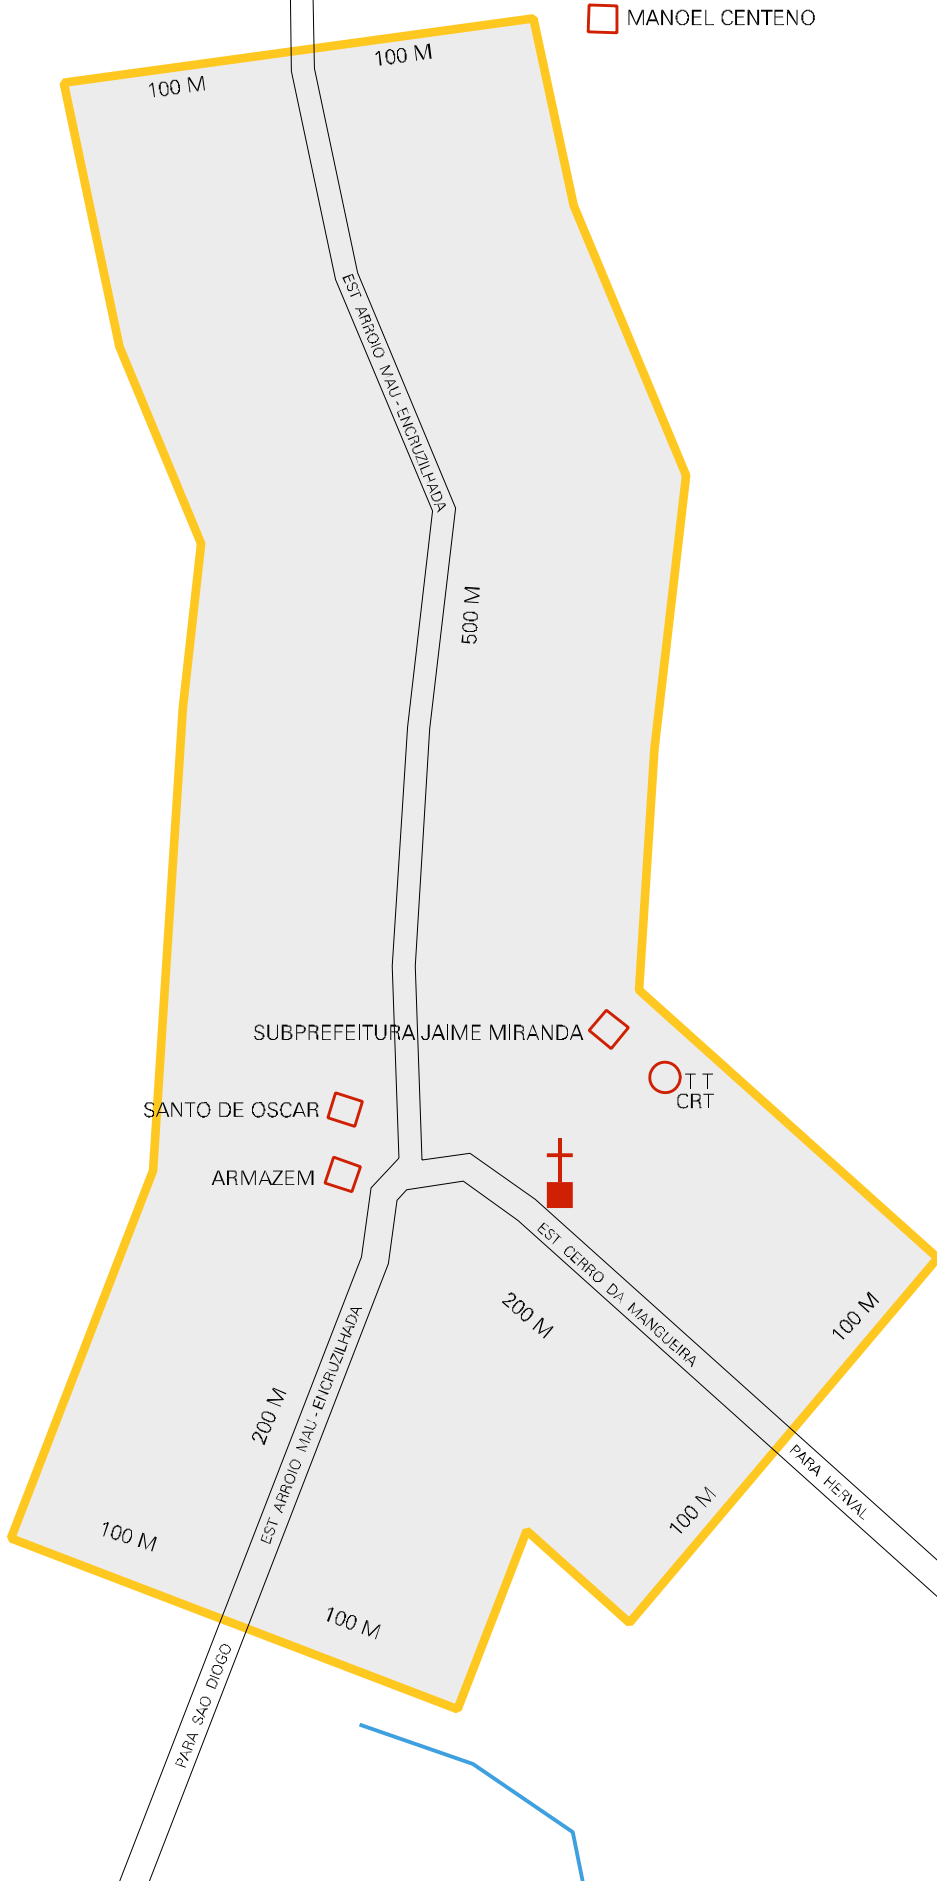 MANOEL CENTENO
100 M
100 M
EST ARROIO MAU - ENCRUZILHADA
500 M
SUBPREFEITURA JAIME MIRANDA
T T
CRT
SANTO DE OSCAR
ARMAZEM
EST CERRO DA MANGUEIRA
200 M
100 M
200 M
EST ARROIO MAU - ENCRUZILHADA
PARA HERVAL
100 M
100 M
100 M
PARA SAO DIOGO